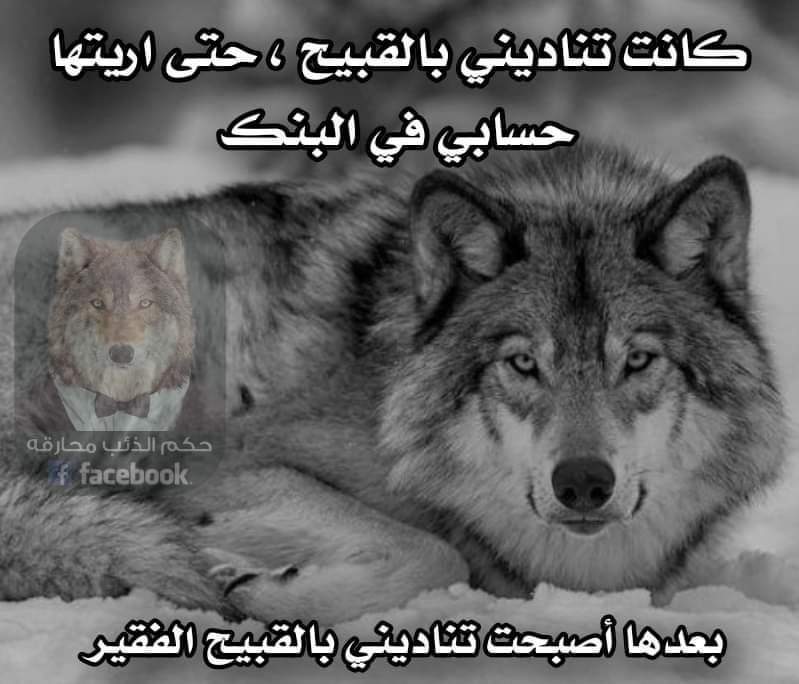 كانت تناديني بالقبيح ، حتى اريتها
حسابي في البنك
حكم الذئب محارقه
facebook.
بعدها أصبحت تناديني بالقبيح الفقير